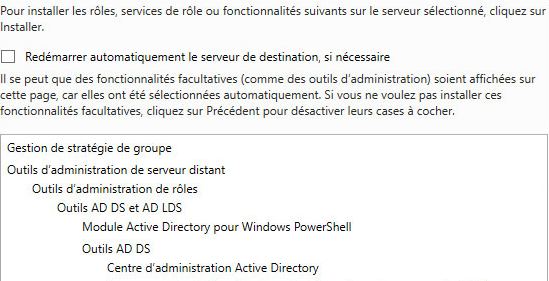 Pour installer les rôles, services de rôle ou fonctionnalités suivants sur le serveur sélectionné, cliquez sur
Installer.
Redémarrer automatiquement le serveur de destination, si nécessaire
Il se peut que des fonctionnalités facultatives (comme des outils d'administration) soient affichées sur
cette page, car elles ont été sélectionnées automatiquement. Si vous ne voulez pas installer ces
fonctionnalités facultatives, cliquez sur Précédent pour désactiver leurs cases à cocher.
Gestion de stratégie de groupe
Outils d'administration de serveur distant
Outils d'administration de rôles
Outils AD DS et AD LDS
Module Active Directory pour Windows PowerShell
Outils AD DS
Centre d'administration Active Directory